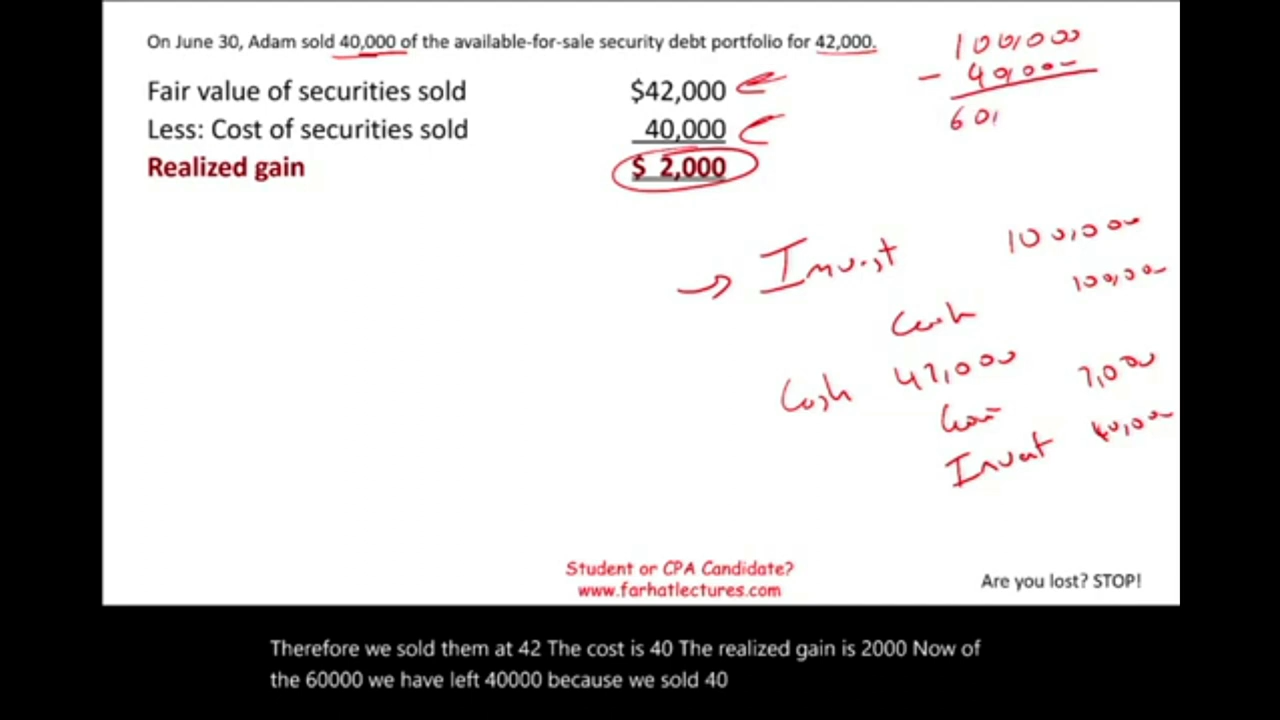 On June 30, Adam sold 40,000 of the available-for-sale security debt portfolio for 42,000.
100,000
- 40,000
60,
Fair value of securities sold $42,000
Less: Cost of securities sold 40,000
Realized gain $ 2,000
→ Invest 100,000
Cash 100,000
Cash 42,000
Gain 2,000
Invest 40,000
Student or CPA Candidate?
www.farhatlectures.com
Are you lost? STOP!
Therefore we sold them at 42 The cost is 40 The realized gain is 2000 Now of
the 60000 we have left 40000 because we sold 40